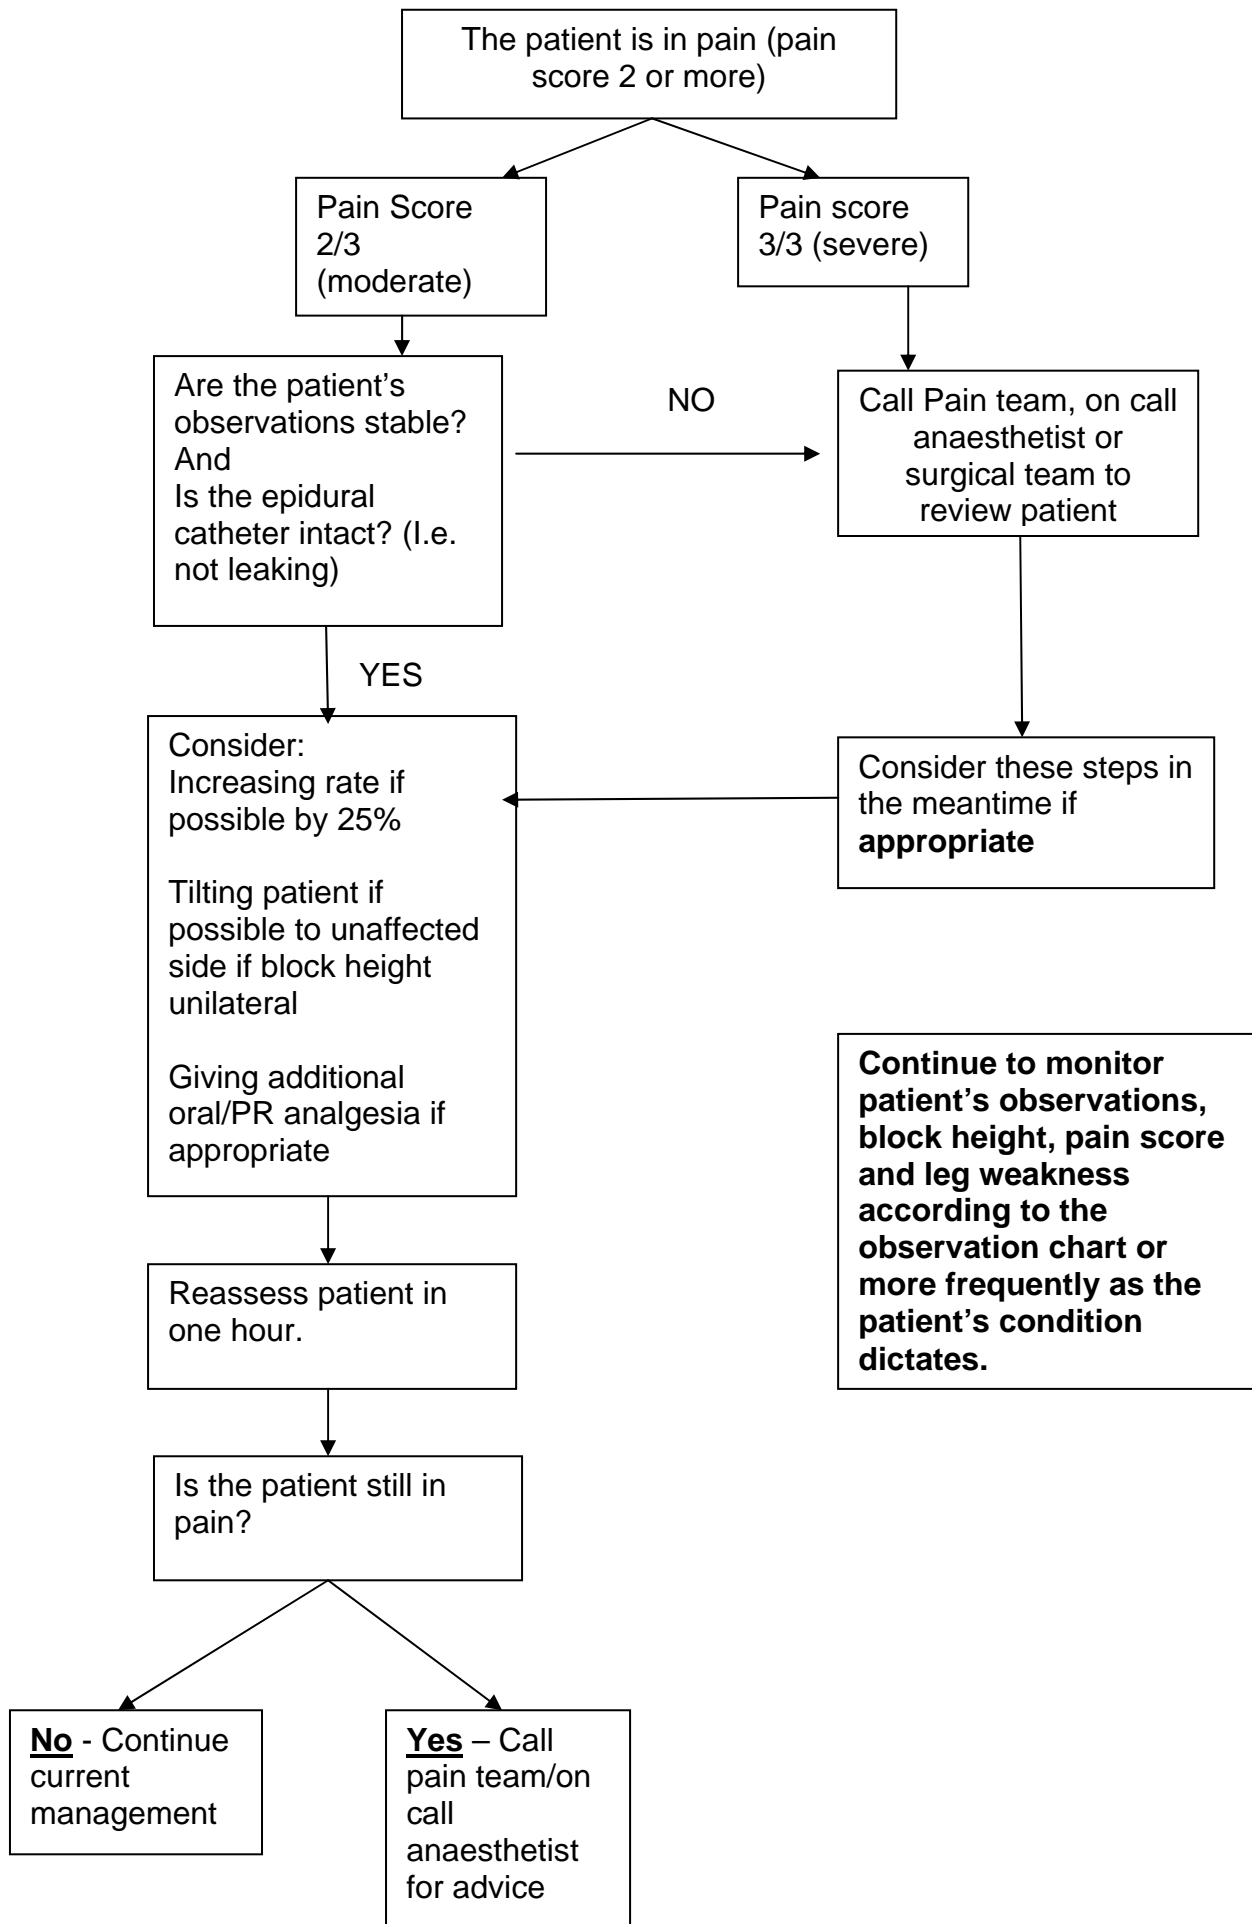 The patient is in pain (pain
score 2 or more)
Pain Score
2/3
(moderate)
Pain score
3/3 (severe)
Are the patient’s
observations stable?
And
Is the epidural
catheter intact? (I.e.
not leaking)
NO
Call Pain team, on call
anaesthetist or
surgical team to
review patient
YES
Consider:
Increasing rate if
possible by 25%
Tilting patient if
possible to unaffected
side if block height
unilateral
Giving additional
oral/PR analgesia if
appropriate
Consider these steps in
the meantime if
appropriate
Continue to monitor
patient’s observations,
block height, pain score
and leg weakness
according to the
observation chart or
more frequently as the
patient’s condition
dictates.
Reassess patient in
one hour.
Is the patient still in
pain?
No - Continue
current
management
Yes – Call
pain team/on
call
anaesthetist
for advice